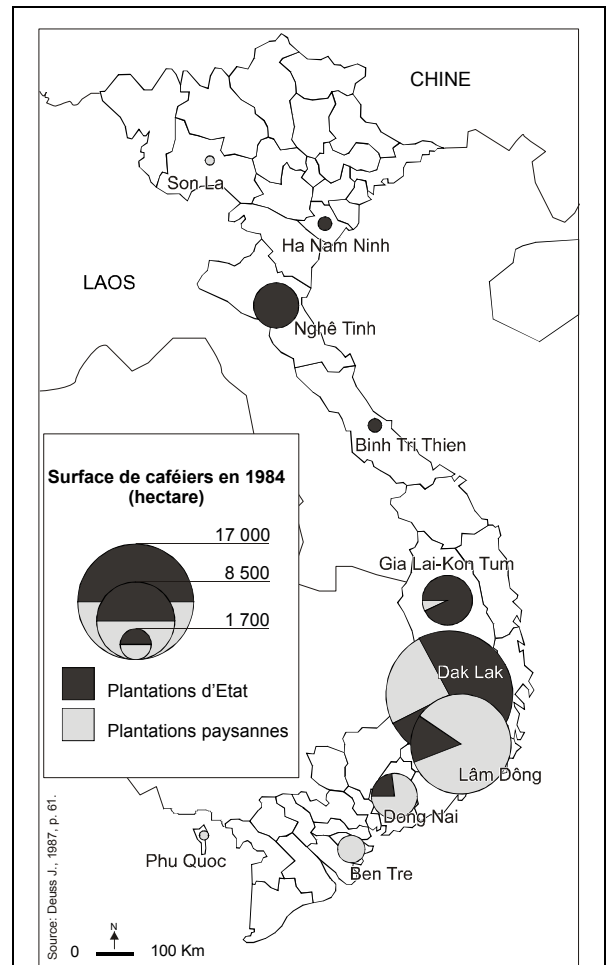 CHINE
Son La
Ha Nam Ninh
LAOS
Nghê Tinh
Binh Tri Thien
Surface de caféiers en 1984
(hectare)
17 000
8 500
1 700
Plantations d'Etat
Plantations paysannes
Gia Lai-Kon Tum
Dak Lak
Lâm Dông
Dong Nai
Phu Quoc
Ben Tre
Source: Deuss J., 1987, p. 61.
N
0 100 Km